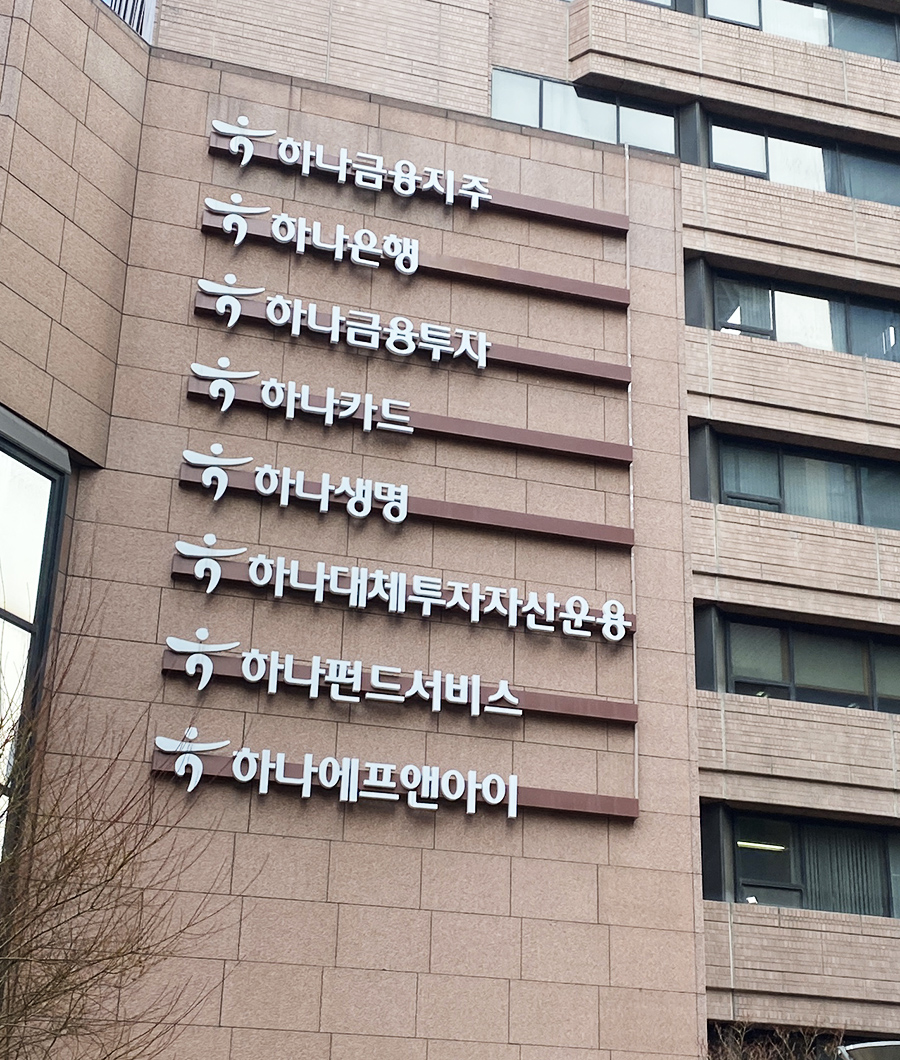 하나금융지주
하나은행
하나금융투자
하나카드
하나생명
하나대체투자자산운용
하나펀드서비스
하나에프앤아이